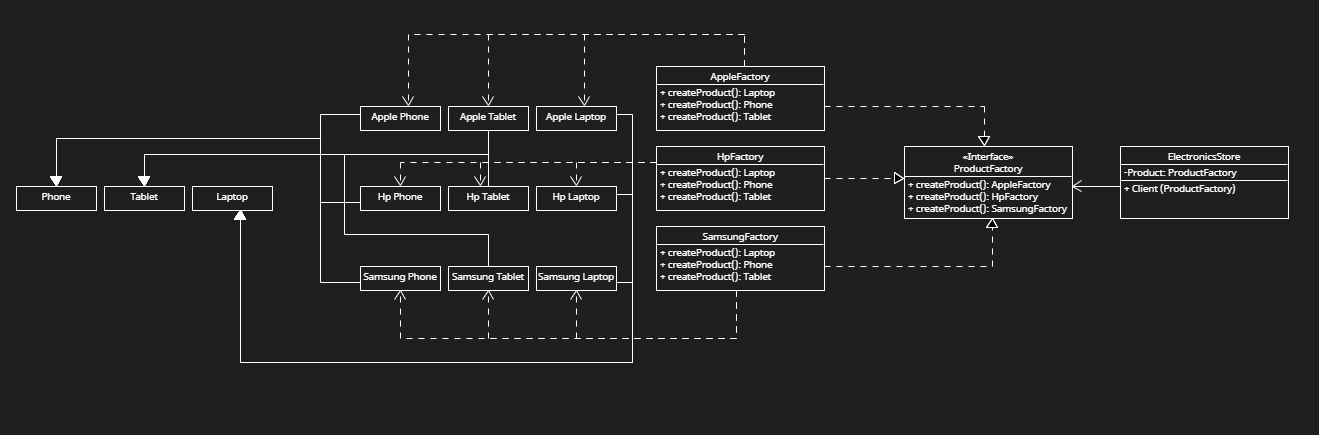 AppleFactory
+ createProduct(): Laptop
+ createProduct(): Phone
+ createProduct(): Tablet
Apple Phone
Apple Tablet
Apple Laptop
HpFactory
+ createProduct(): Laptop
+ createProduct(): Phone
+ createProduct(): Tablet
«Interface»
ProductFactory
+ createProduct(): AppleFactory
+ createProduct(): HpFactory
+ createProduct(): SamsungFactory
ElectronicsStore
-Product: ProductFactory
+ Client (ProductFactory)
Phone
Tablet
Laptop
Hp Phone
Hp Tablet
Hp Laptop
SamsungFactory
+ createProduct(): Laptop
+ createProduct(): Phone
+ createProduct(): Tablet
Samsung Phone
Samsung Tablet
Samsung Laptop